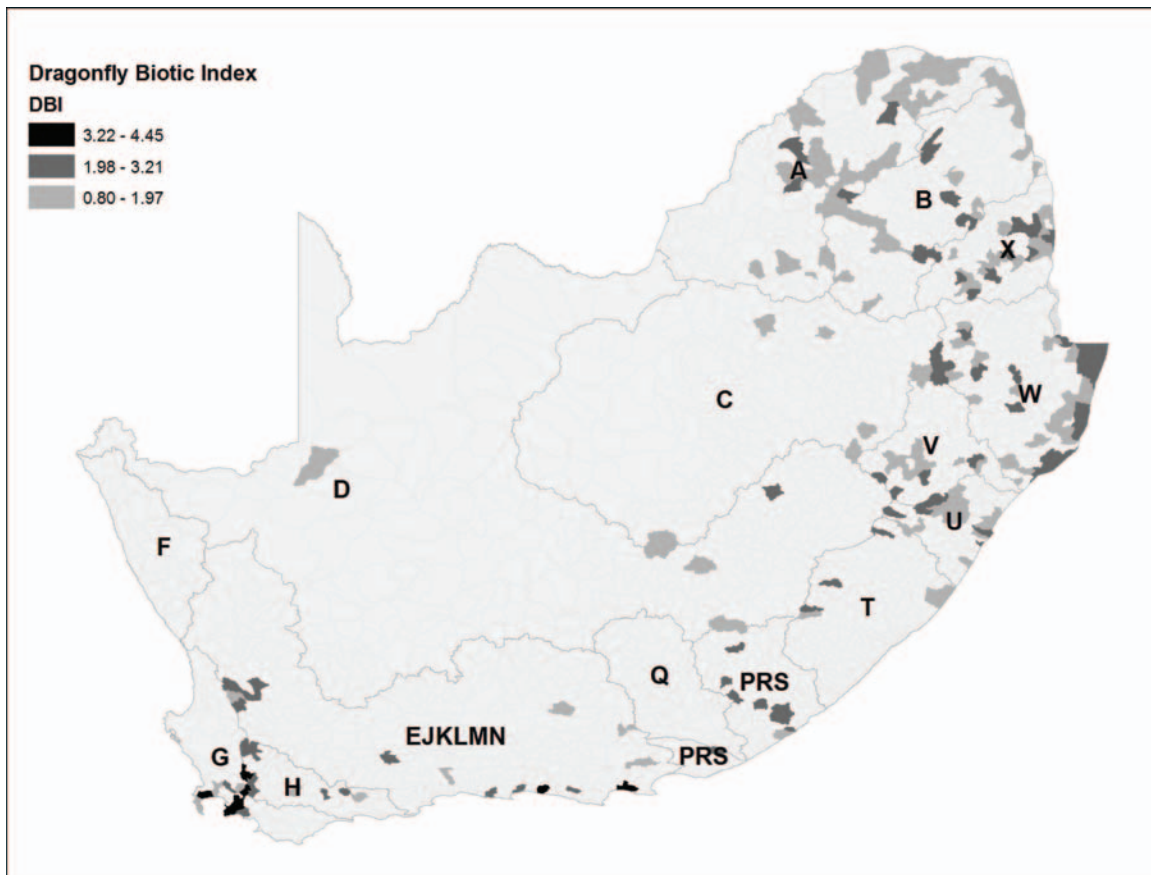 Dragonfly Biotic Index
DBI
3.22 - 4.45
1.98 - 3.21
0.80 - 1.97
A
B
X
C
W
V
D
U
F
T
Q
PRS
EJKLMN
G
PRS
H